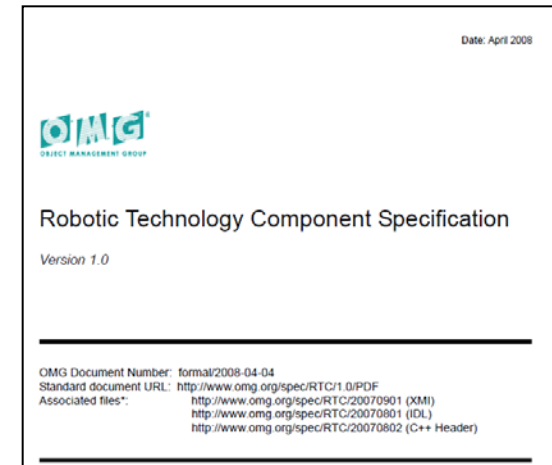 Date: April 2008
OMG®
OBJECT MANAGEMENT GROUP
Robotic Technology Component Specification
Version 1.0
OMG Document Number: formal/2008-04-04
Standard document URL: http://www.omg.org/spec/RTC/1.0/PDF
Associated files*: http://www.omg.org/spec/RTC/20070901 (XMI)
http://www.omg.org/spec/RTC/20070801 (IDL)
http://www.omg.org/spec/RTC/20070802 (C++ Header)